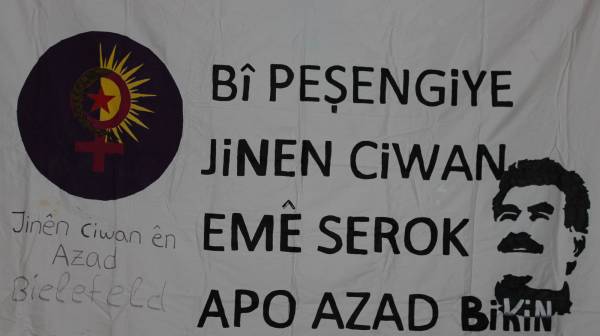 BÎ PEŞENGiYE
JiNEN CiWAN
EMÊ SEROK
APO AZAD BiKiN
Jinên ciwan ên
Azad
Bielefeld